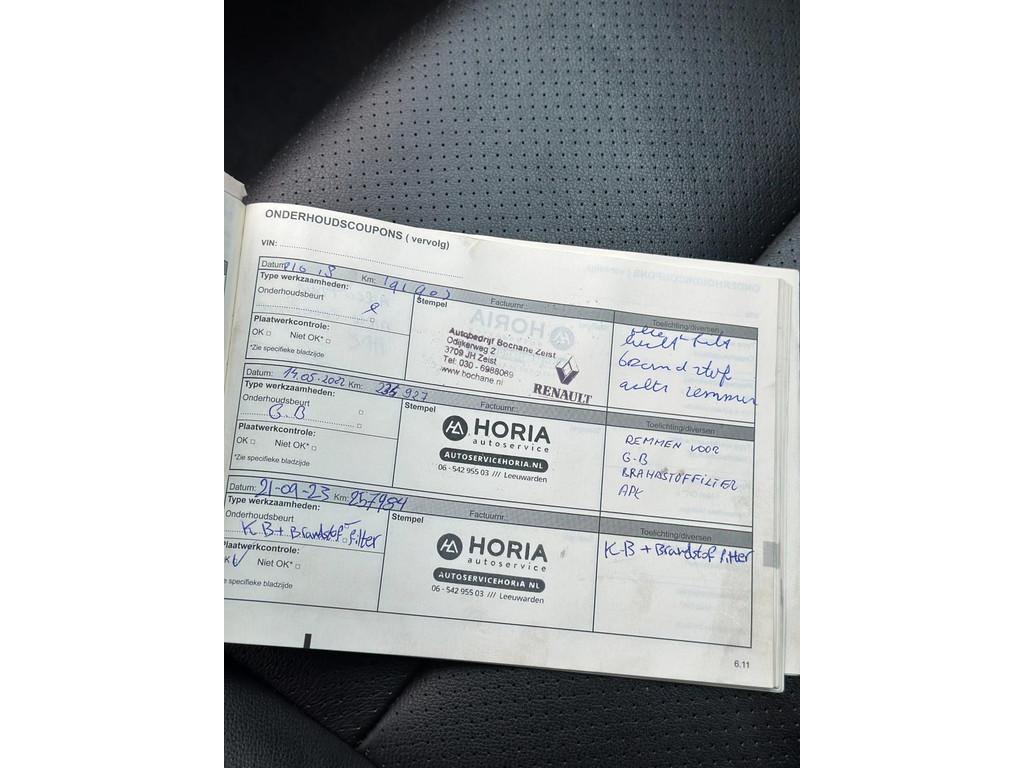 ONDERHOUDSCOUPONS ( vervolg)
VIN:
Datum: Km: Factuurnr.
Type werkzaamheden: Stempel Toelichting/diversen
Onderhoudsbeurt
Plaatwerkcontrole:
OK Niet OK*
*Zie specifieke bladzijde
Autobedrijf Bochane Zeist
Odijkerweg 2
3709 JH Zeist
Tel: 030 - 6988069
www.bochane.nl
RENAULT
brandstof
achter remmen
Datum: 14.05.2022 Km: 927 Factuurnr.
Type werkzaamheden: Stempel Toelichting/diversen
Onderhoudsbeurt
G.B
Plaatwerkcontrole:
OK Niet OK*
*Zie specifieke bladzijde
HORIA
autoservice
AUTOSERVICEHORIA.NL
06 - 542 955 03 /// Leeuwarden
REMMEN VOOR
G-B
BRANDSTOFFILTER
APK
Datum: 21-09-23 Km: 257984 Factuurnr.
Type werkzaamheden: Stempel Toelichting/diversen
Onderhoudsbeurt
KB + Brandstof filter
laatwerkcontrole:
K Niet OK*
e specifieke bladzijde
HORIA
autoservice
AUTOSERVICEHORIA.NL
06 - 542 955 03 /// Leeuwarden
K-B + Brandstof filter
6.11